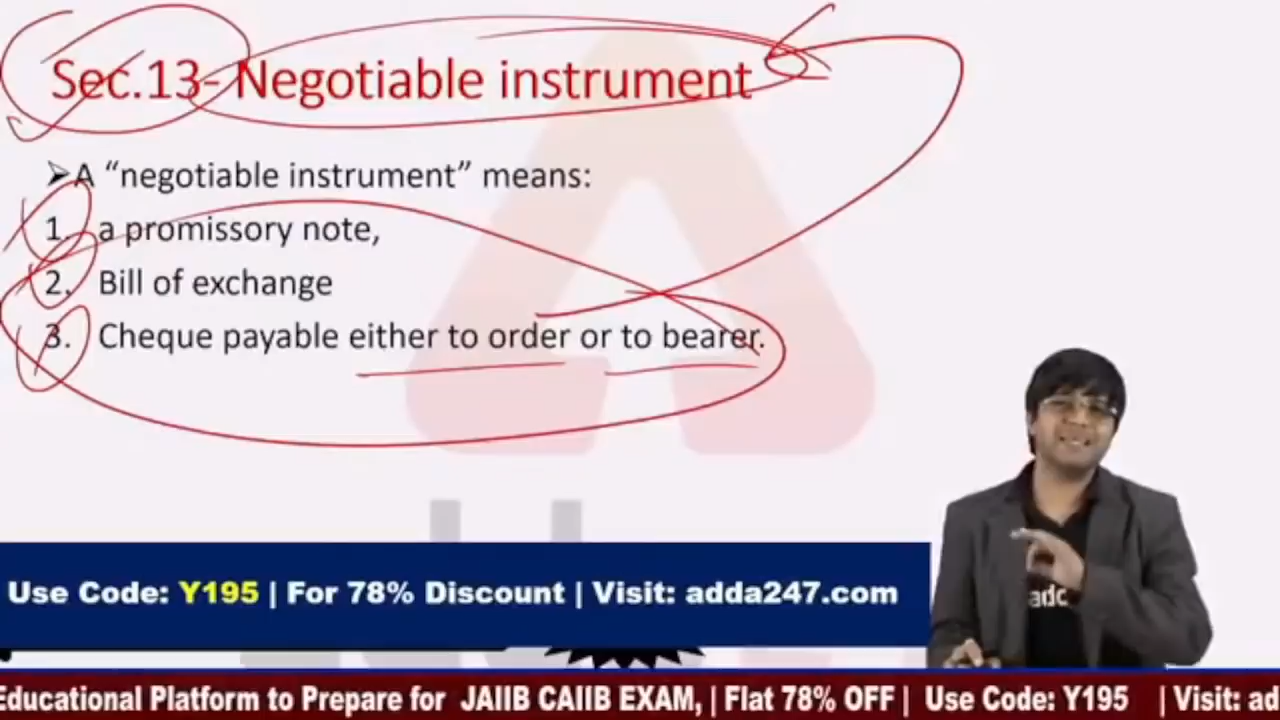 Sec.13- Negotiable instrument
➢A “negotiable instrument” means:
1. a promissory note,
2. Bill of exchange
3. Cheque payable either to order or to bearer.
adc
Use Code: Y195 | For 78% Discount | Visit: adda247.com
Educational Platform to Prepare for JAIIB CAIIB EXAM, | Flat 78% OFF | Use Code: Y195 | Visit: ad